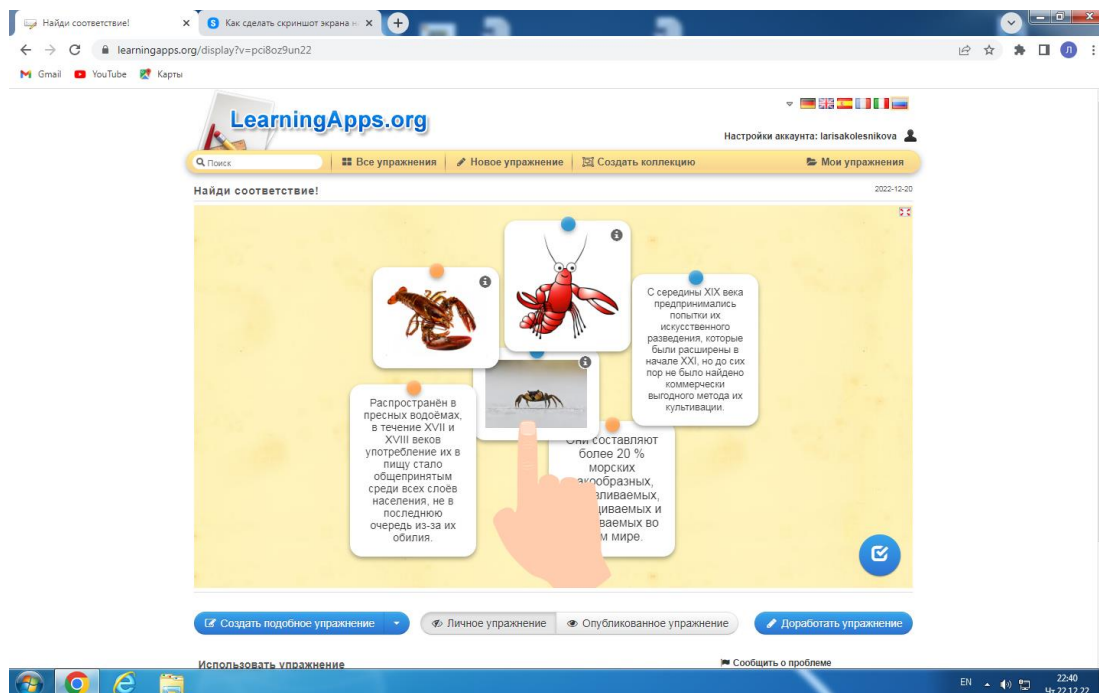 Найди соответствие!
Как сделать скриншот экрана н
learningapps.org/display?v=pci8oz9un22
Л
Gmail YouTube Карты
LearningApps.org
Настройки аккаунта: larisakolesnikova
Поиск
Все упражнения
Новое упражнение
Создать коллекцию
Мои упражнения
Найди соответствие!
2022-12-20
С середины XIX века
предпринимались
попытки их
искусственного
разведения, которые
были расширены в
начале XXI, но до сих
пор не было найдено
коммерчески
выгодного метода их
культивации.
Распространён в
пресных водоёмах,
в течение XVII и
XVIII веков
употребление их в
пищу стало
общепринятым
среди всех слоёв
населения, не в
последнюю
очередь из-за их
обилия.
составляют
более 20 %
морских
мире.
Создать подобное упражнение
Личное упражнение
Опубликованное упражнение
Доработать упражнение
Использовать упражнение
Сообщить о проблеме
EN
22:40
Чт 22.12.22